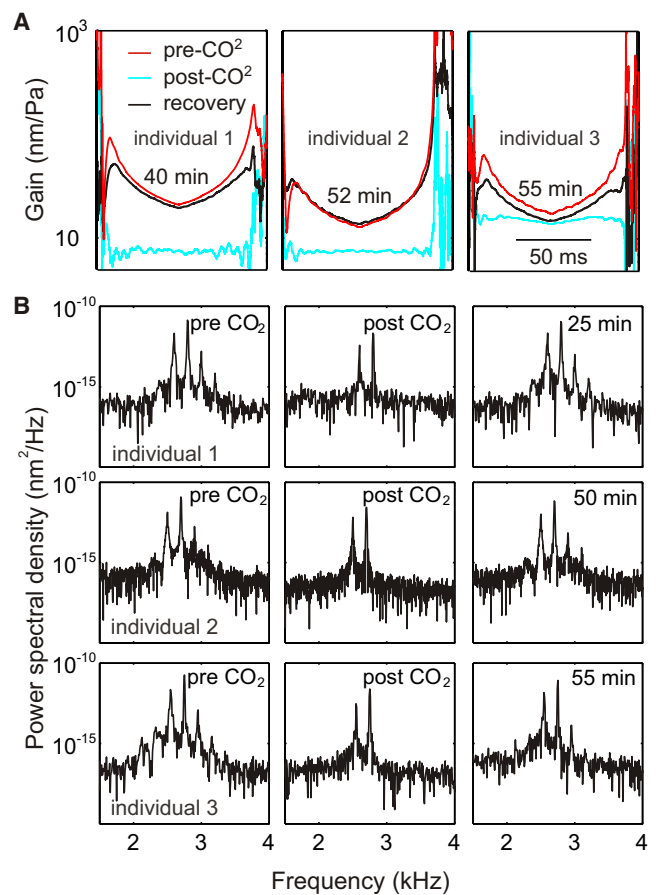 A
10³
Gain (nm/Pa)
10
pre-CO²
post-CO²
recovery
individual 1
40 min
individual 2
52 min
individual 3
55 min
50 ms
B
Power spectral density (nm²/Hz)
10⁻¹⁰
10⁻¹⁵
pre CO₂
individual 1
post CO₂
25 min
10⁻¹⁰
10⁻¹⁵
pre CO₂
individual 2
post CO₂
50 min
10⁻¹⁰
10⁻¹⁵
pre CO₂
individual 3
post CO₂
55 min
2 3 4
2 3 4
2 3 4
Frequency (kHz)